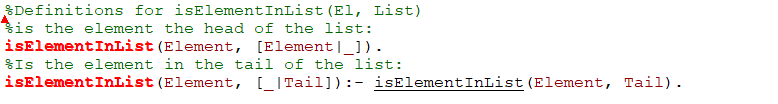 %Definitions for isElementInList(El, List)
%is the element the head of the list:
isElementInList(Element, [Element|_]).
%Is the element in the tail of the list:
isElementInList(Element, [_|Tail]):- isElementInList(Element, Tail).